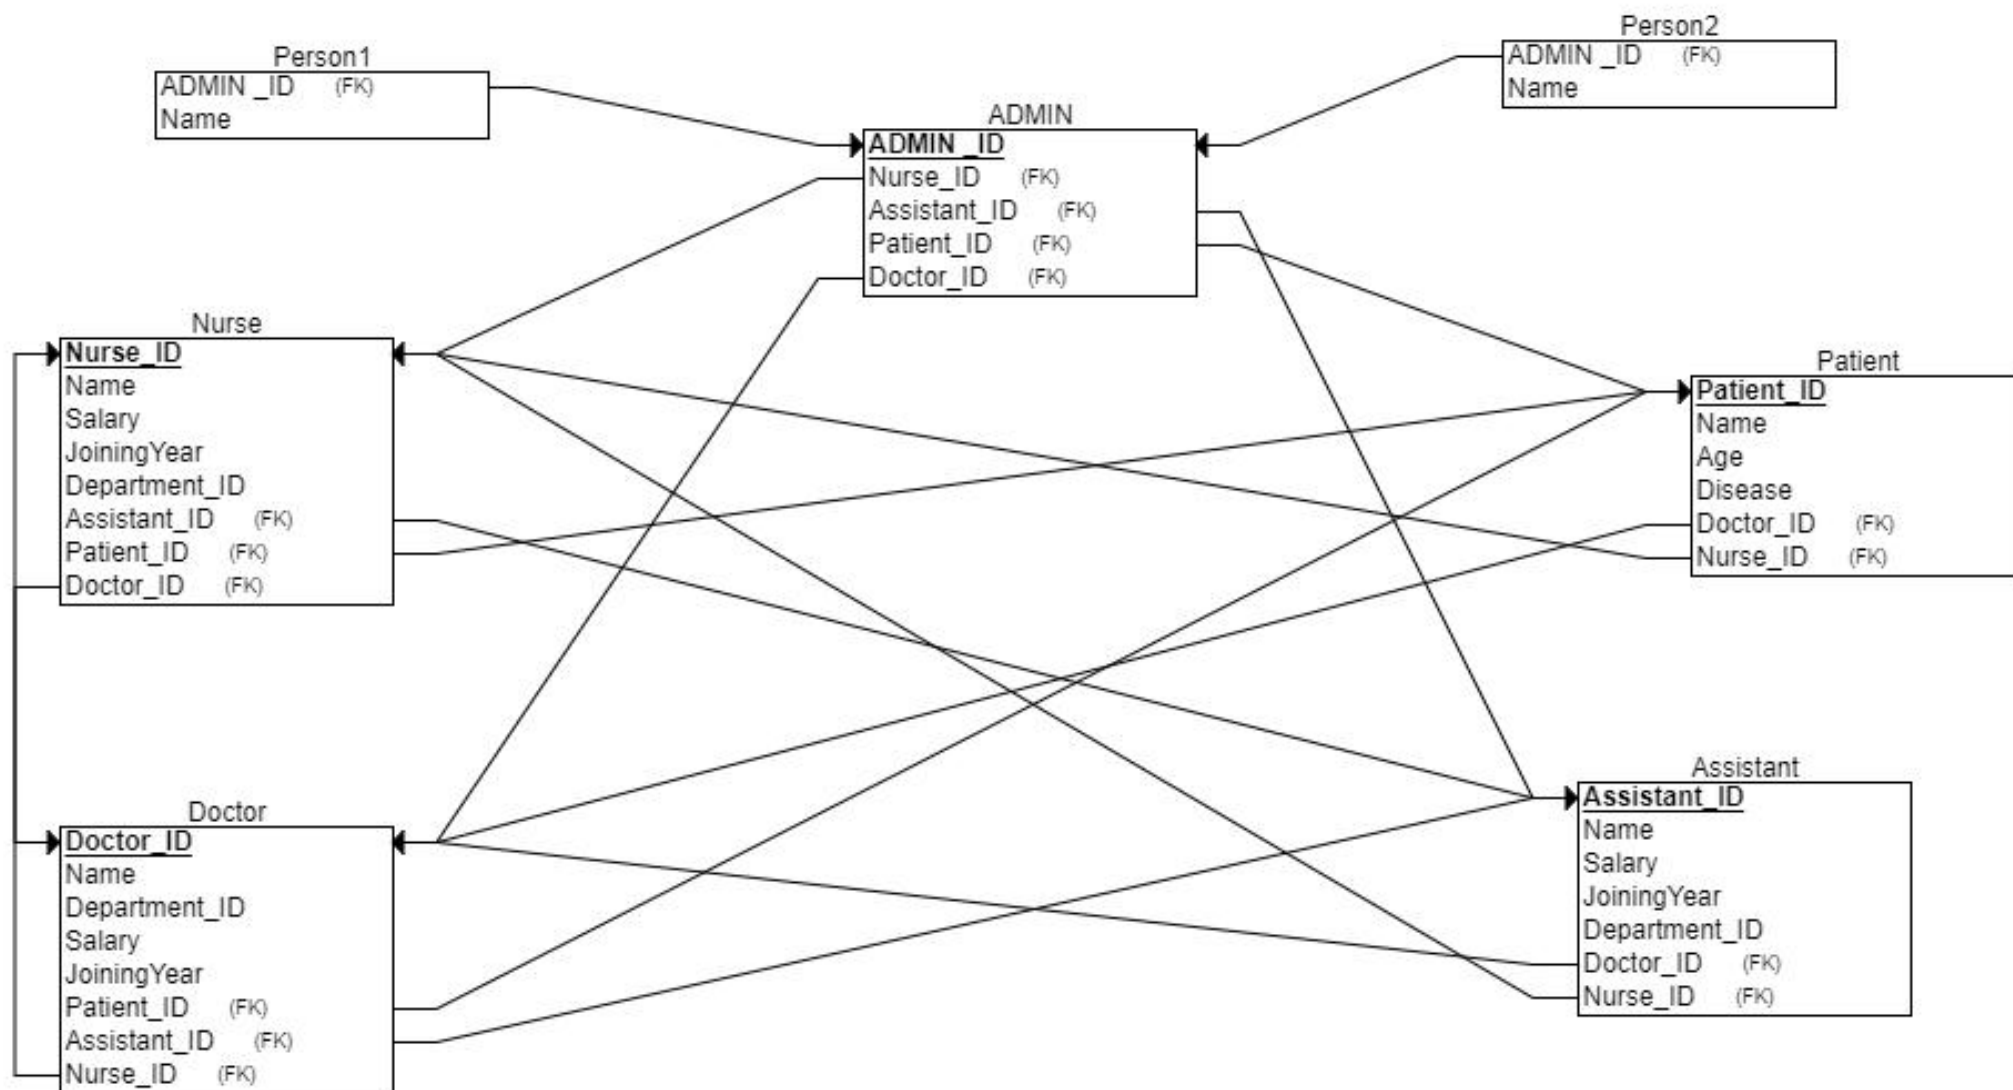 Person1
ADMIN _ID (FK)
Name
Person2
ADMIN _ID (FK)
Name
ADMIN
ADMIN _ID
Nurse_ID (FK)
Assistant_ID (FK)
Patient_ID (FK)
Doctor_ID (FK)
Nurse
Nurse_ID
Name
Salary
JoiningYear
Department_ID
Assistant_ID (FK)
Patient_ID (FK)
Doctor_ID (FK)
Patient
Patient_ID
Name
Age
Disease
Doctor_ID (FK)
Nurse_ID (FK)
Doctor
Doctor_ID
Name
Department_ID
Salary
JoiningYear
Patient_ID (FK)
Assistant_ID (FK)
Nurse_ID (FK)
Assistant
Assistant_ID
Name
Salary
JoiningYear
Department_ID
Doctor_ID (FK)
Nurse_ID (FK)